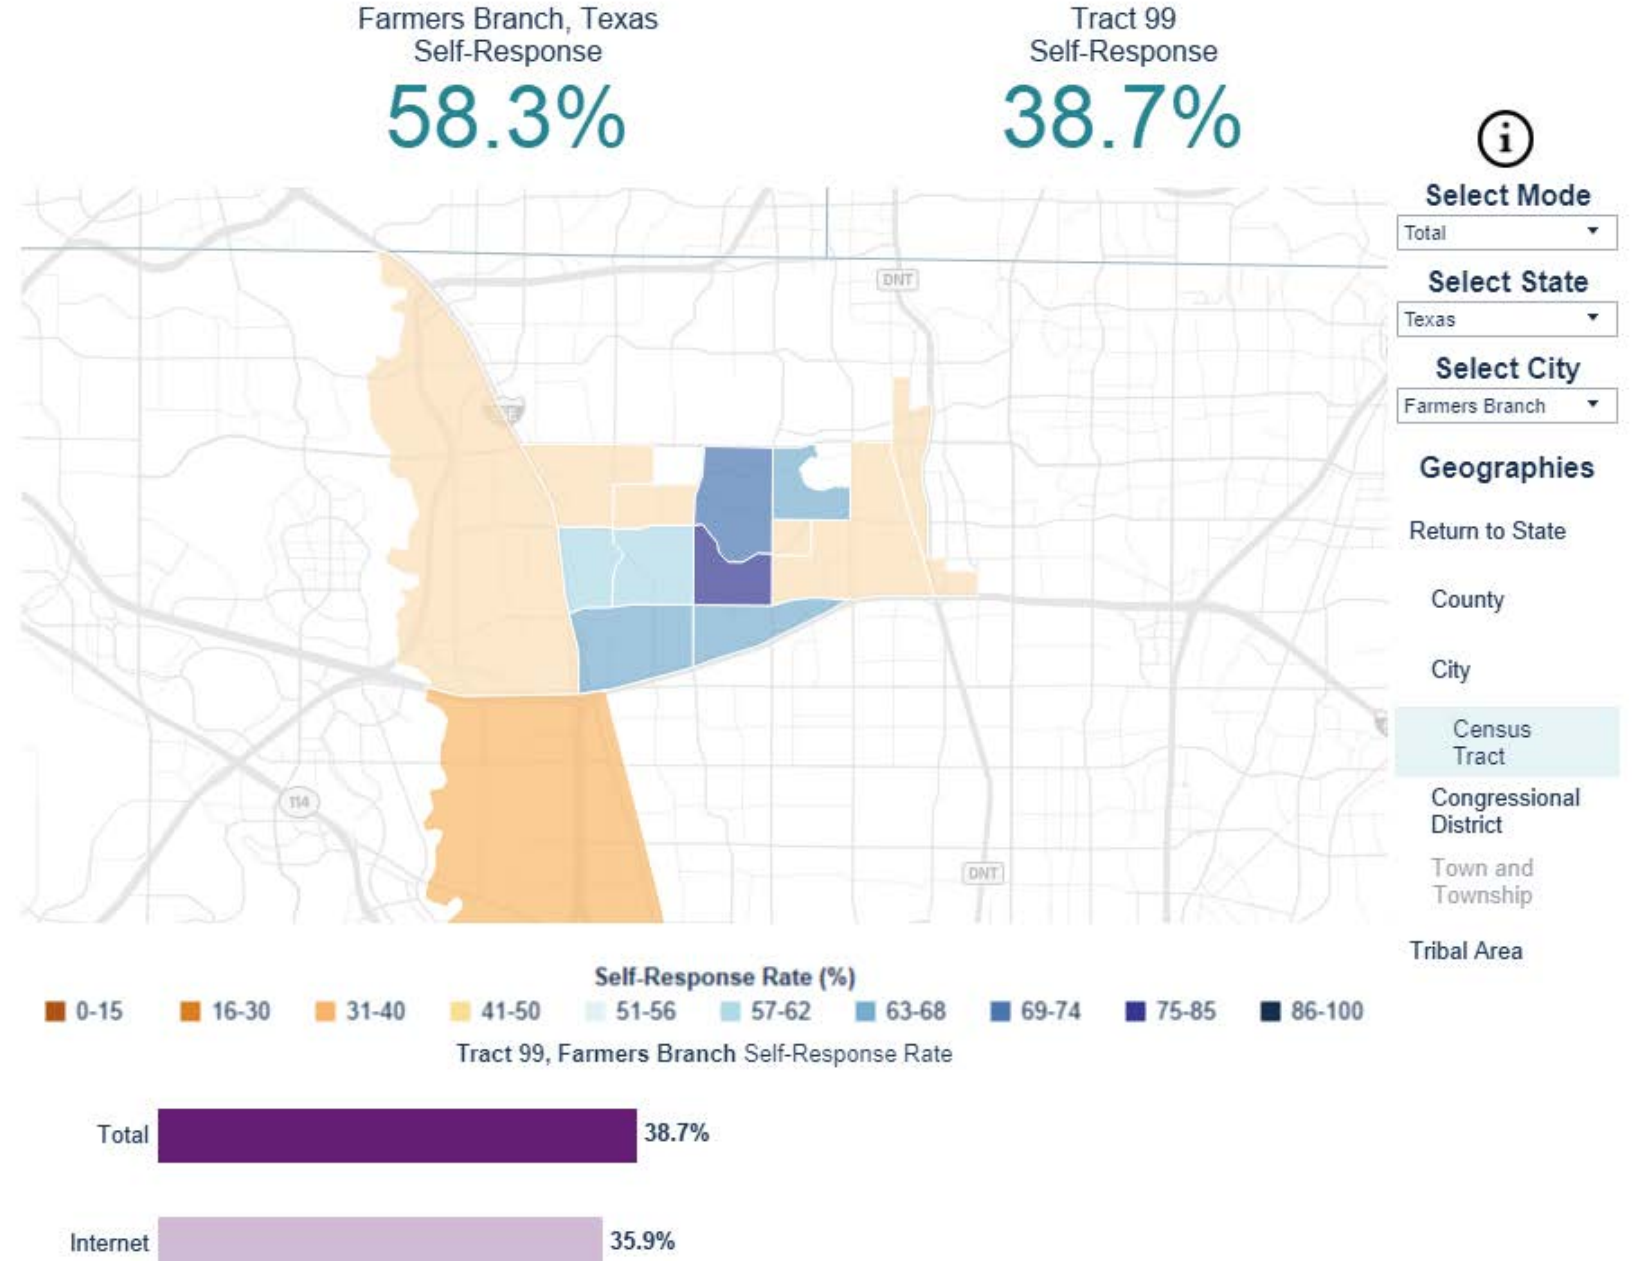 Farmers Branch, Texas
Self-Response
58.3%
Tract 99
Self-Response
38.7%
Select Mode
Total
Select State
Texas
Select City
Farmers Branch
Geographies
Return to State
County
City
Census
Tract
Congressional
District
Town and
Township
Tribal Area
DNT
114
DNT
Self-Response Rate (%)
0-15
16-30
31-40
41-50
51-56
57-62
63-68
69-74
75-85
86-100
Tract 99, Farmers Branch Self-Response Rate
Total
38.7%
Internet
35.9%